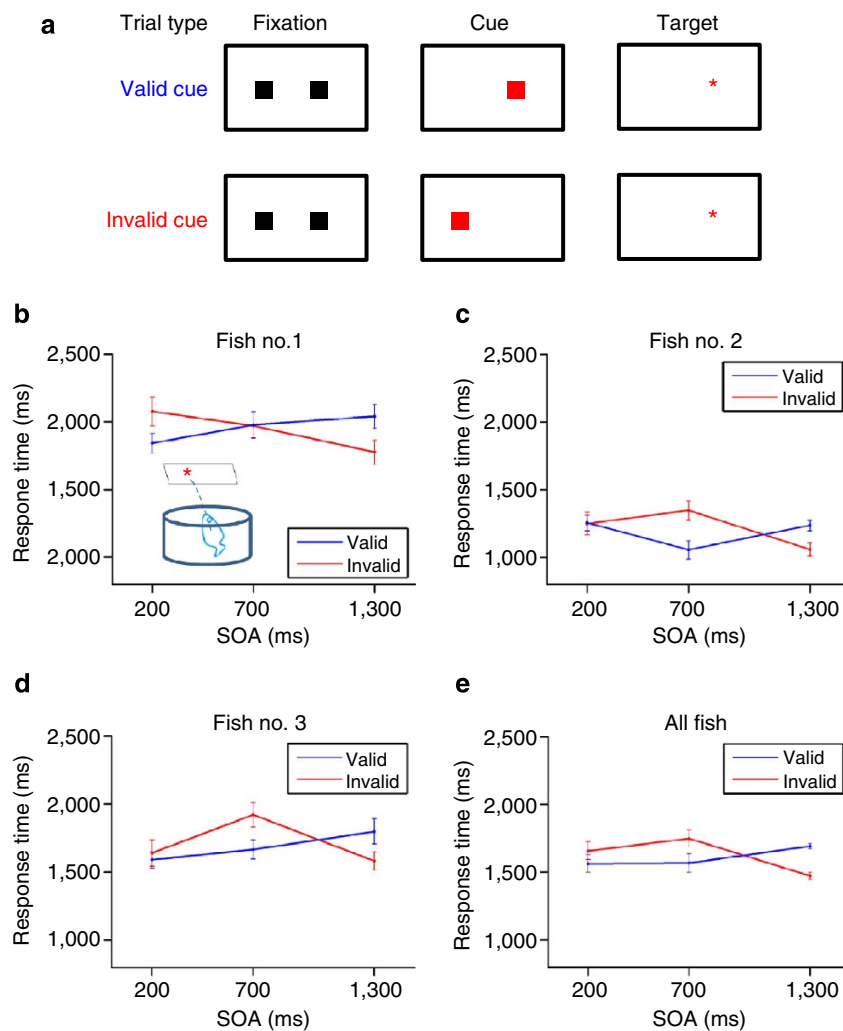 a
Trial type Fixation Cue Target
Valid cue
*
Invalid cue
*
b
Fish no.1
Respone time (ms)
2,500
2,000
1,500
2,000
*
Valid
Invalid
200 700 1,300
SOA (ms)
c
Fish no. 2
Response time (ms)
2,500
2,000
1,500
1,000
Valid
Invalid
200 700 1,300
SOA (ms)
d
Fish no. 3
Response time (ms)
2,500
2,000
1,500
1,000
Valid
Invalid
200 700 1,300
SOA (ms)
e
All fish
Response time (ms)
2,500
2,000
1,500
1,000
Valid
Invalid
200 700 1,300
SOA (ms)